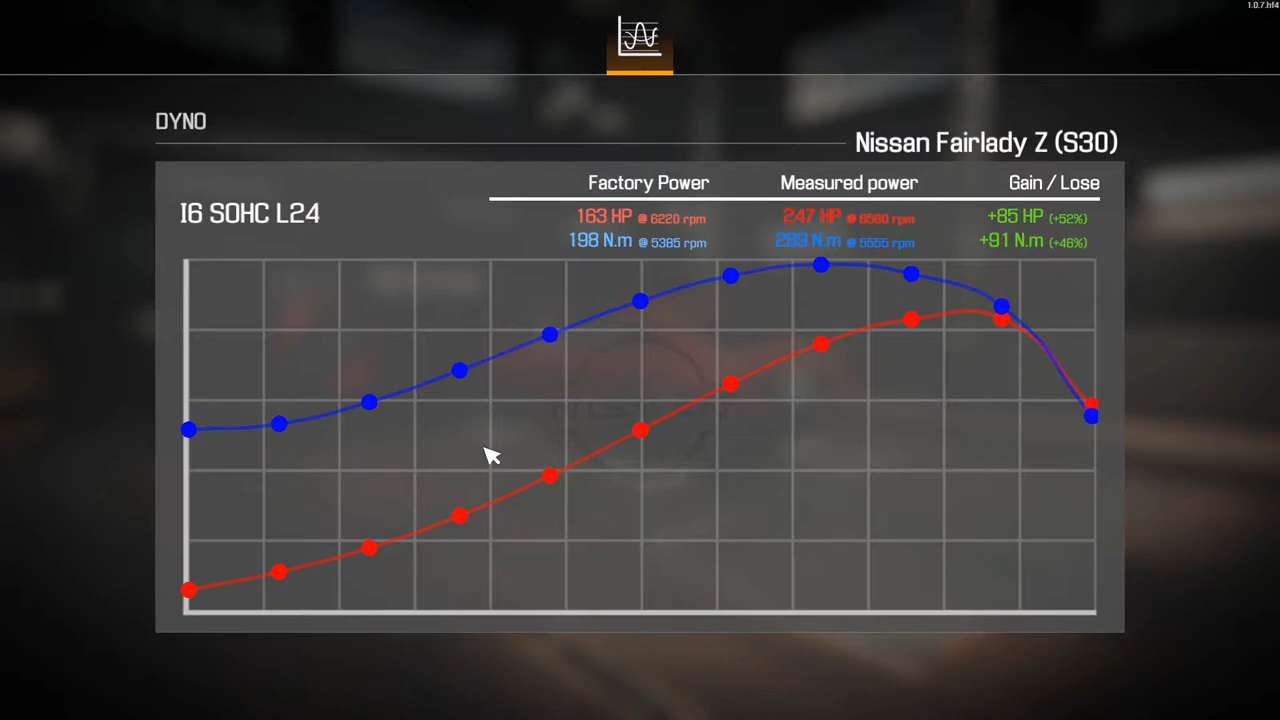 1.0.7.hf4
DYNO
Nissan Fairlady Z (S30)
Factory Power Measured power Gain / Lose
I6 SOHC L24
163 HP @ 6220 rpm 247 HP @ 6580 rpm +85 HP (+52%)
198 N.m @ 5385 rpm 289 N.m @ 5555 rpm +91 N.m (+46%)